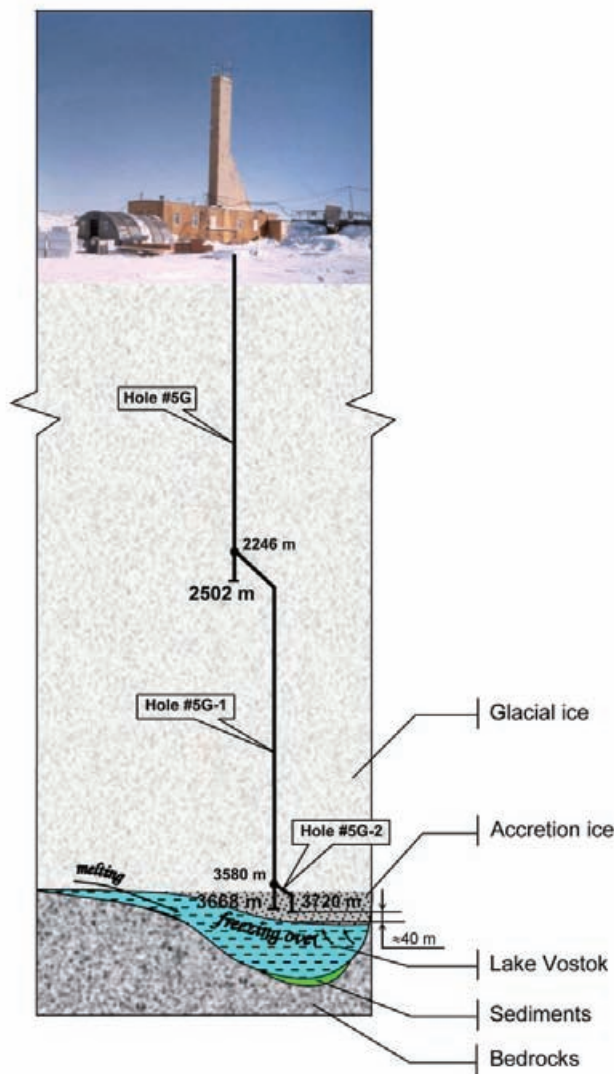 Hole #5G
2246 m
2502 m
Hole #5G-1
Glacial ice
Hole #5G-2
Accretion ice
3580 m
melting
3668 m
3720 m
freezing over
≈40 m
Lake Vostok
Sediments
Bedrocks